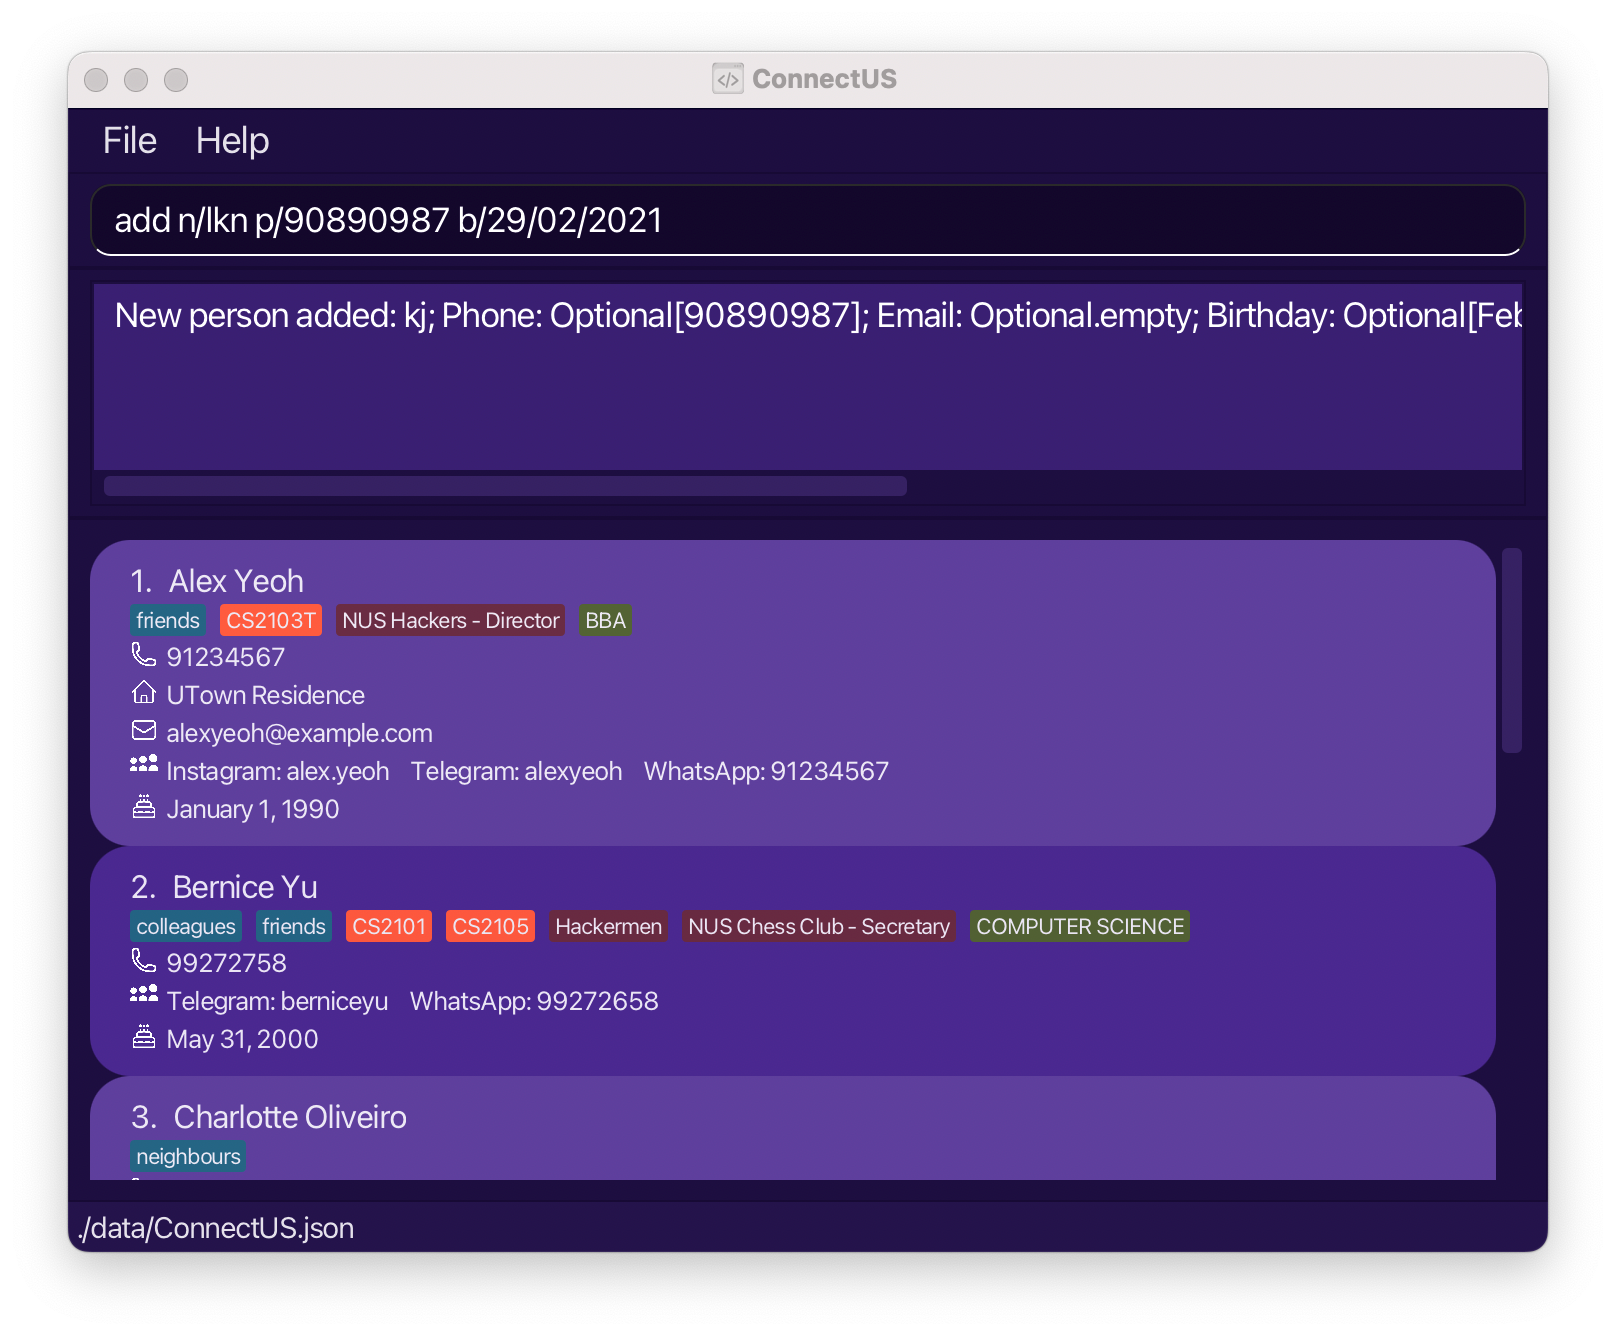 ConnectUS
File Help
add n/lkn p/90890987 b/29/02/2021
New person added: kj; Phone: Optional[90890987]; Email: Optional.empty; Birthday: Optional[Feb
1. Alex Yeoh
friends CS2103T NUS Hackers - Director BBA
91234567
UTown Residence
alexyeoh@example.com
Instagram: alex.yeoh Telegram: alexyeoh WhatsApp: 91234567
January 1, 1990
2. Bernice Yu
colleagues friends CS2101 CS2105 Hackermen NUS Chess Club - Secretary COMPUTER SCIENCE
99272758
Telegram: berniceyu WhatsApp: 99272658
May 31, 2000
3. Charlotte Oliveiro
neighbours
./data/ConnectUS.json